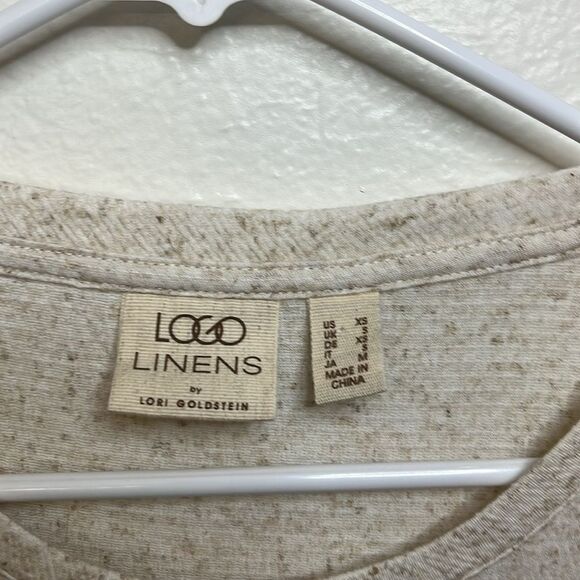 LOGO
LINENS
by
LORI GOLDSTEIN
US XS
UK S
DE XS
IT S
JA M
MADE IN
CHINA